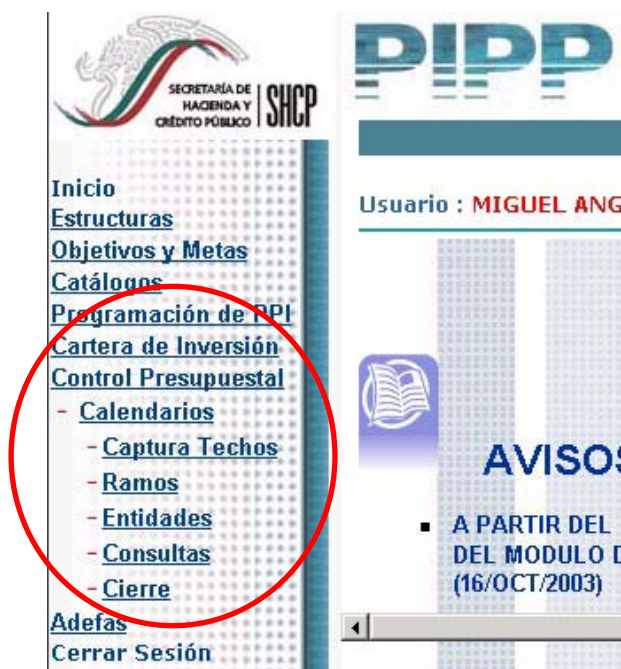 SECRETARÍA DE
HACIENDA Y
CRÉDITO PÚBLICO
SHCP
PIPP
Usuario : MIGUEL ANG
Inicio
Estructuras
Objetivos y Metas
Catálogos
Programación de PPI
Cartera de Inversión
Control Presupuestal
- Calendarios
- Captura Techos
- Ramos
- Entidades
- Consultas
- Cierre
Adefas
Cerrar Sesión
AVISOS
▪ A PARTIR DEL
DEL MODULO D
(16/OCT/2003)